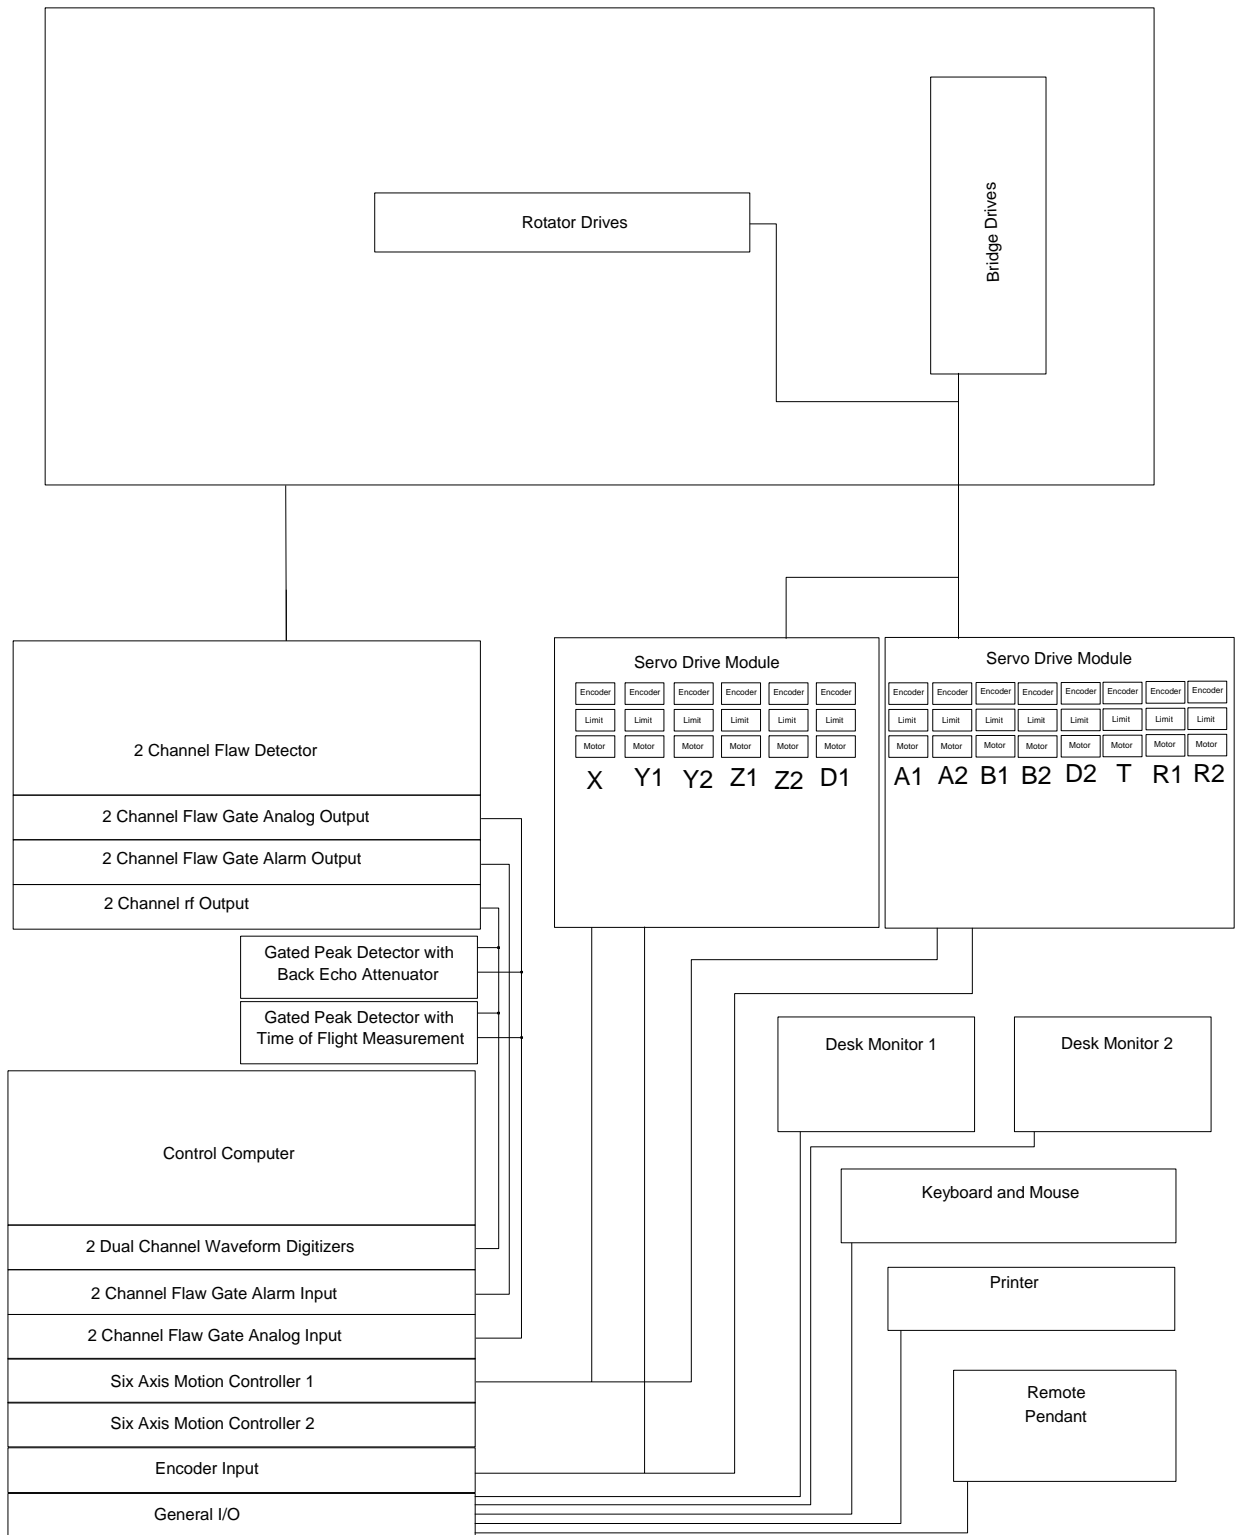 Rotator Drives
Bridge Drives
2 Channel Flaw Detector
2 Channel Flaw Gate Analog Output
2 Channel Flaw Gate Alarm Output
2 Channel rf Output
Gated Peak Detector with
Back Echo Attenuator
Gated Peak Detector with
Time of Flight Measurement
Servo Drive Module
Encoder Encoder Encoder Encoder Encoder Encoder
Limit Limit Limit Limit Limit Limit
Motor Motor Motor Motor Motor Motor
X Y1 Y2 Z1 Z2 D1
Servo Drive Module
Encoder Encoder Encoder Encoder Encoder Encoder Encoder Encoder
Limit Limit Limit Limit Limit Limit Limit Limit
Motor Motor Motor Motor Motor Motor Motor Motor
A1 A2 B1 B2 D2 T R1 R2
Control Computer
2 Dual Channel Waveform Digitizers
2 Channel Flaw Gate Alarm Input
2 Channel Flaw Gate Analog Input
Six Axis Motion Controller 1
Six Axis Motion Controller 2
Encoder Input
General I/O
Desk Monitor 1
Desk Monitor 2
Keyboard and Mouse
Printer
Remote
Pendant